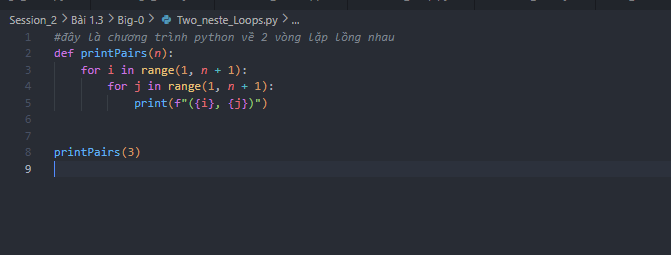 Session_2 > Bài 1.3 > Big-0 > Two_neste_Loops.py > ...
1 #đây là chương trình python về 2 vòng lặp lồng nhau
2 def printPairs(n):
3 for i in range(1, n + 1):
4 for j in range(1, n + 1):
5 print(f"({i}, {j})")
6
7
8 printPairs(3)
9